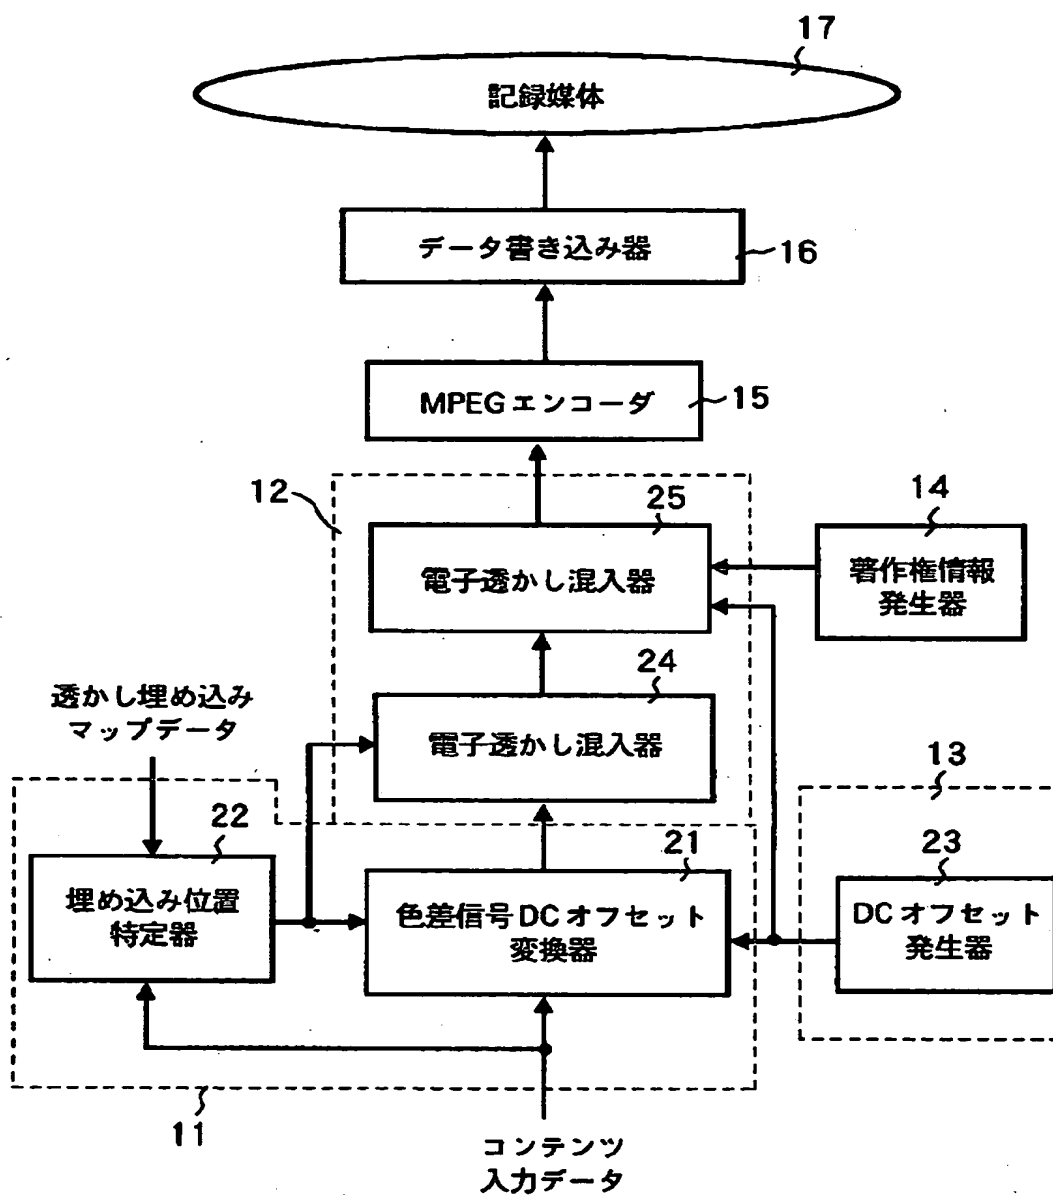 17
記録媒体
データ書き込み器
16
MPEGエンコーダ
15
12
25
14
電子透かし混入器
著作権情報
発生器
24
透かし埋め込み
マップデータ
電子透かし混入器
13
22
21
23
埋め込み位置
特定器
色差信号DCオフセット
変換器
DCオフセット
発生器
11
コンテンツ
入力データ